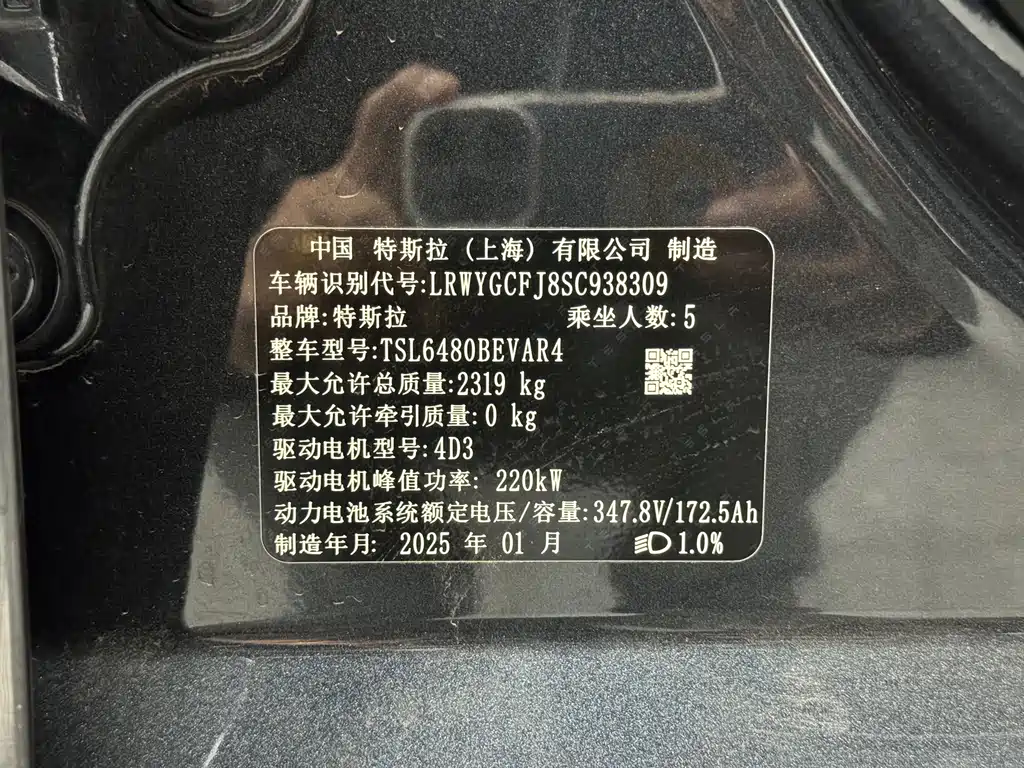 中国 特斯拉（上海）有限公司 制造
车辆识别代号:LRWYGCFJ8SC938309
品牌:特斯拉 乘坐人数:5
整车型号:TSL6480BEVAR4
最大允许总质量:2319 kg
最大允许牵引质量:0 kg
驱动电机型号:4D3
驱动电机峰值功率: 220kW
动力电池系统额定电压/容量:347.8V/172.5Ah
制造年月: 2025 年 01 月 1.0%